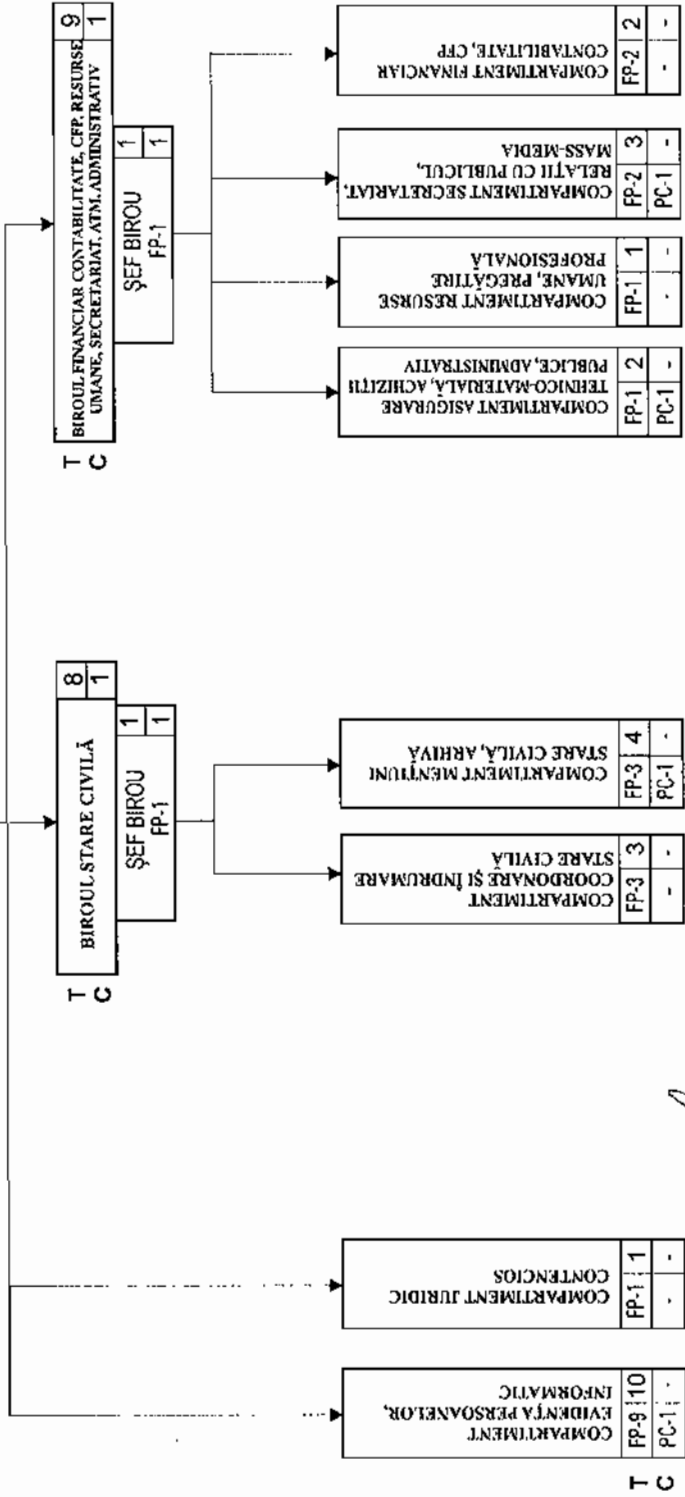 T
C
BIROUL FINANCIAR CONTABILITATE, CFP, RESURSE
UMANE, SECRETARIAT, ATM, ADMINISTRATIV
9
1
ŞEF BIROU
FP-1
1
1
COMPARTIMENT ASIGURARE
TEHNICO-MATERIALĂ, ACHIZIŢII
PUBLICE, ADMINISTRATIV
FP-1 2
PC-1 -
COMPARTIMENT RESURSE
UMANE, PREGĂTIRE
PROFESIONALĂ
FP-1 1
- -
COMPARTIMENT SECRETARIAT,
RELAŢII CU PUBLICUL,
MASS-MEDIA
FP-2 3
PC-1 -
COMPARTIMENT FINANCIAR
CONTABILITATE, CFP
FP-2 2
- -
T
C
BIROUL STARE CIVILĂ
8
1
ŞEF BIROU
FP-1
1
1
COMPARTIMENT
COORDONARE ŞI ÎNDRUMARE
STARE CIVILĂ
FP-3 3
- -
COMPARTIMENT MENŢIUNI
STARE CIVILĂ, ARHIVĂ
FP-3 4
PC-1 -
T
C
COMPARTIMENT
EVIDENŢA PERSOANELOR,
INFORMATIC
FP-9 10
PC-1 -
COMPARTIMENT JURIDIC
CONTENCIOS
FP-1 1
- -